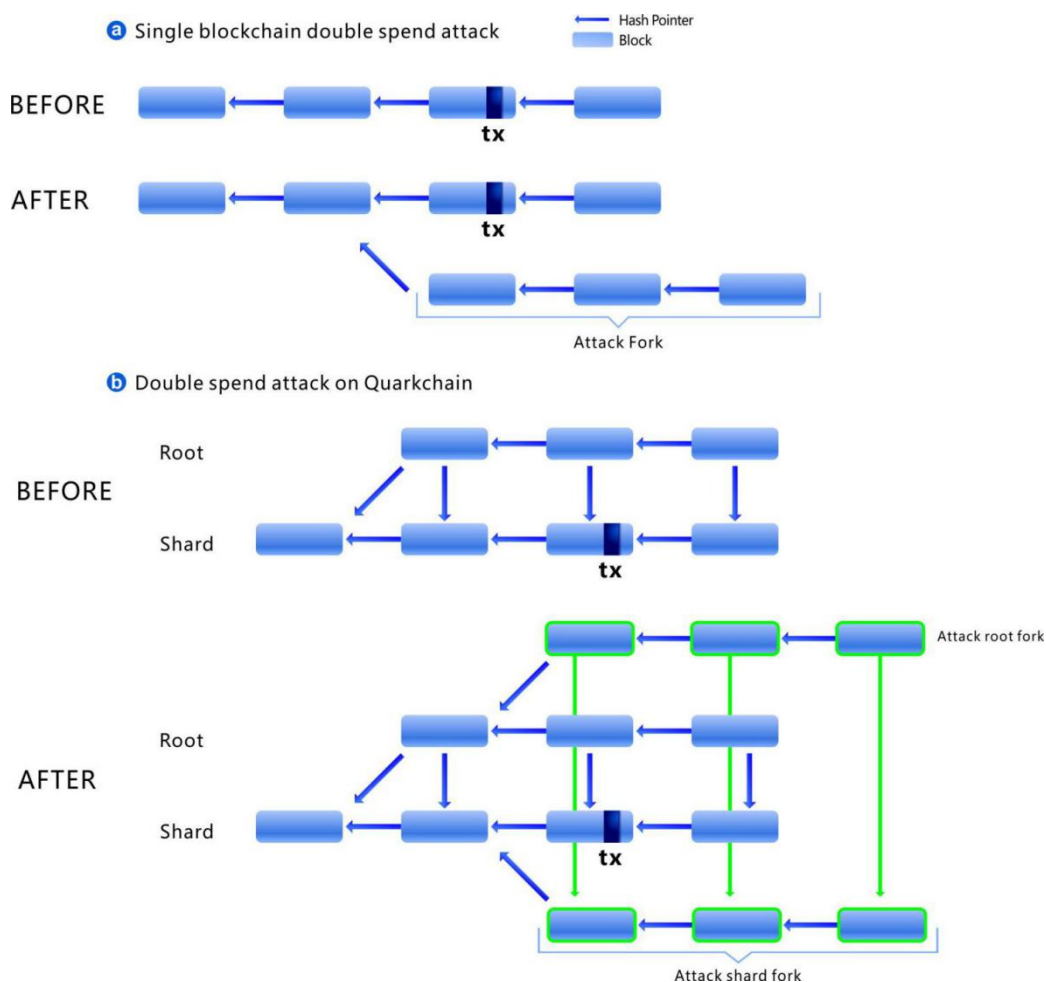 a Single blockchain double spend attack
Hash Pointer
Block
BEFORE
tx
AFTER
tx
Attack Fork
b Double spend attack on Quarkchain
Root
BEFORE
Shard
tx
Attack root fork
Root
AFTER
Shard
tx
Attack shard fork